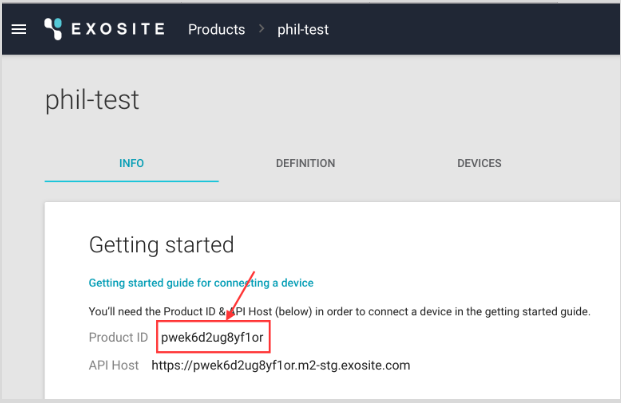 EXOSITE Products > phil-test
phil-test
INFO DEFINITION DEVICES
Getting started
Getting started guide for connecting a device
You'll need the Product ID & API Host (below) in order to connect a device in the getting started guide.
Product ID pwek6d2ug8yf1or
API Host https://pwek6d2ug8yf1or.m2-stg.exosite.com